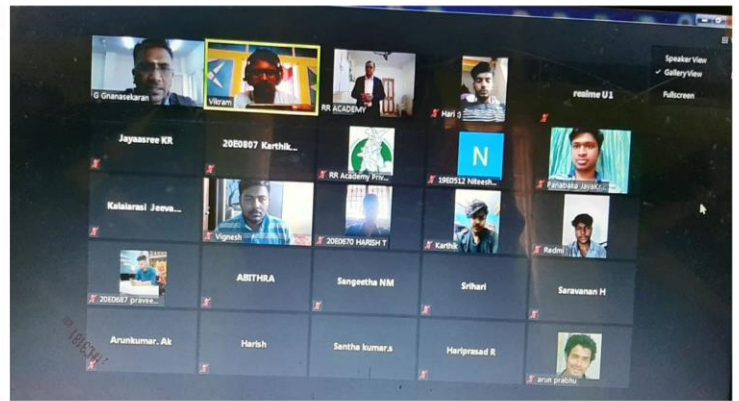 Speaker View
✓ Gallery View
Fullscreen
G Gnanasekaran
Vikram
RR ACADEMY
Hari :)
realme U1
Jayaasree KR
20E0807 Karthik...
RR Academy Priv...
N
19E0512 Niteesh...
Panabaka JayaKr...
Kalaiarasi Jeeva...
Vignesh
20E0670 HARISH T
Karthik
Redmi
20E0687 pravee...
ABITHRA
Sangeetha NM
Srihari
Saravanan H
Arunkumar. Ak
Harish
Santha kumar.s
Hariprasad R
arun prabhu